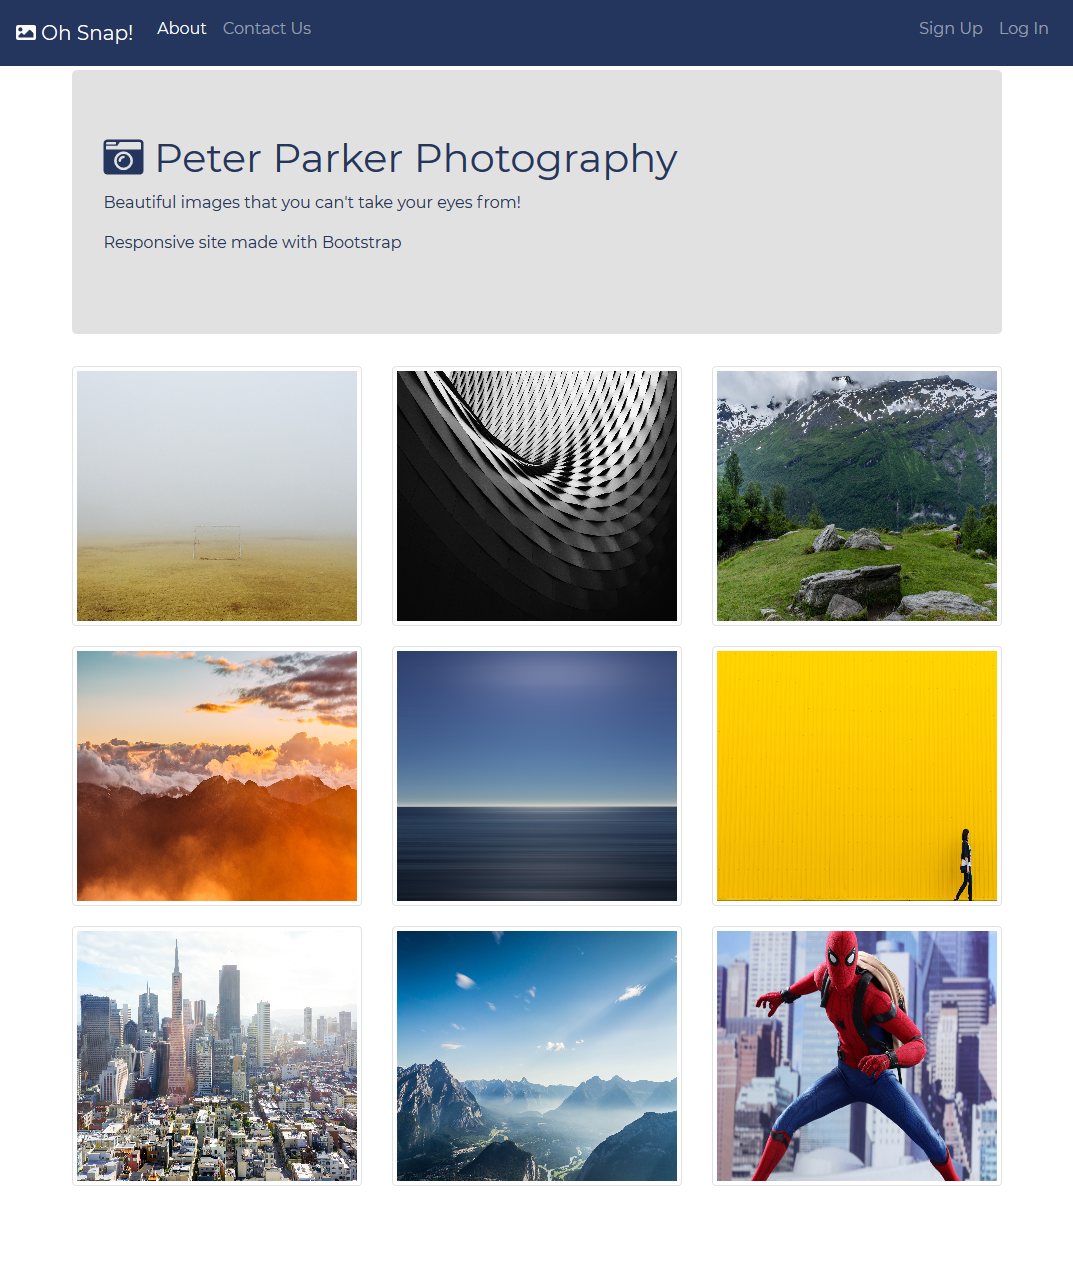 Oh Snap! About Contact Us Sign Up Log In
Peter Parker Photography
Beautiful images that you can't take your eyes from!
Responsive site made with Bootstrap